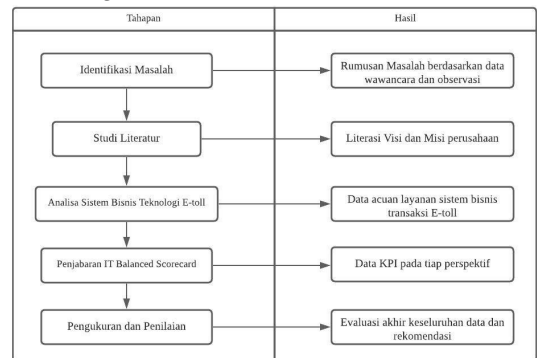 Tahapan
Hasil
Identifikasi Masalah
Rumusan Masalah berdasarkan data
wawancara dan observasi
Studi Literatur
Literasi Visi dan Misi perusahaan
Analisa Sistem Bisnis Teknologi E-toll
Data acuan layanan sistem bisnis
transaksi E-toll
Penjabaran IT Balanced Scorecard
Data KPI pada tiap perspektif
Pengukuran dan Penilaian
Evaluasi akhir keseluruhan data dan
rekomendasi